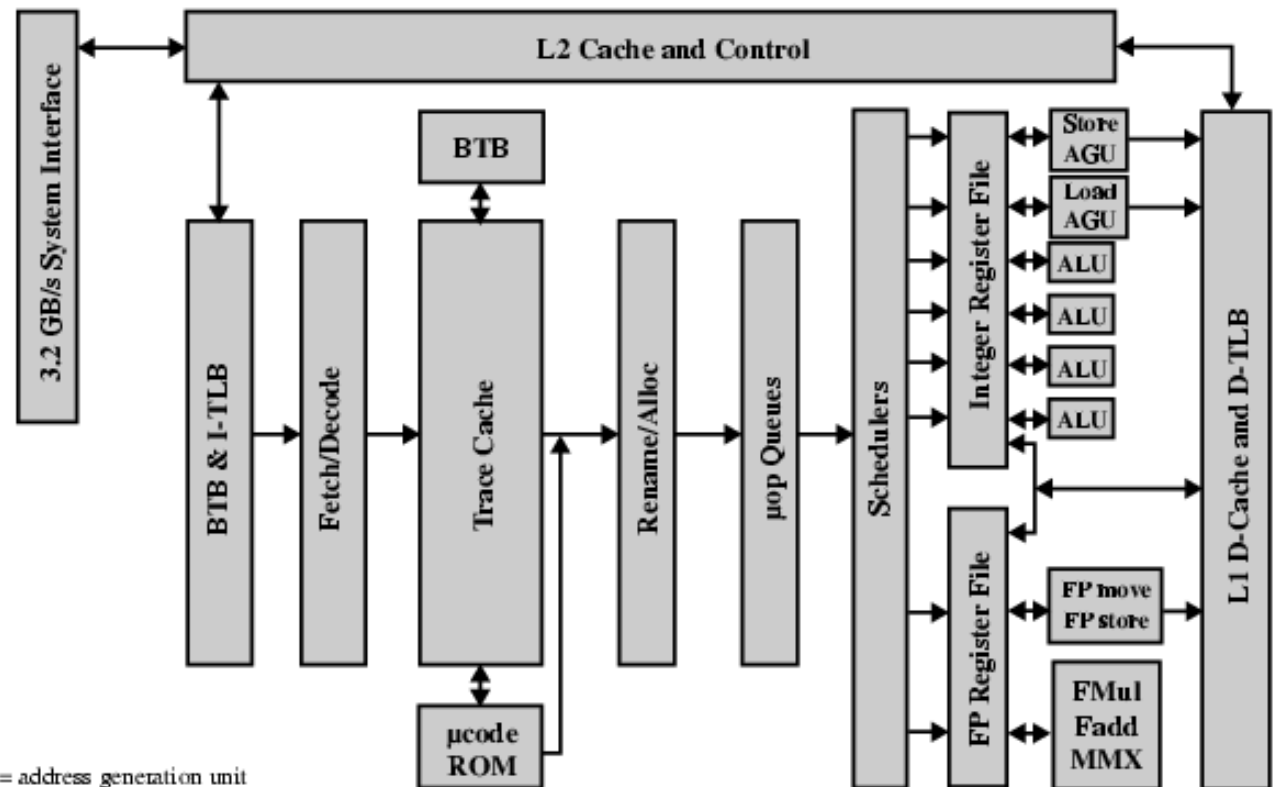 L2 Cache and Control
3.2 GB/s System Interface
BTB
BTB & I-TLB
Fetch/Decode
Trace Cache
µcode
ROM
Rename/Alloc
µop Queues
Schedulers
Integer Register File
FP Register File
Store
AGU
Load
AGU
ALU
ALU
ALU
ALU
FP move
FP store
FMul
Fadd
MMX
L1 D-Cache and D-TLB
= address generation unit